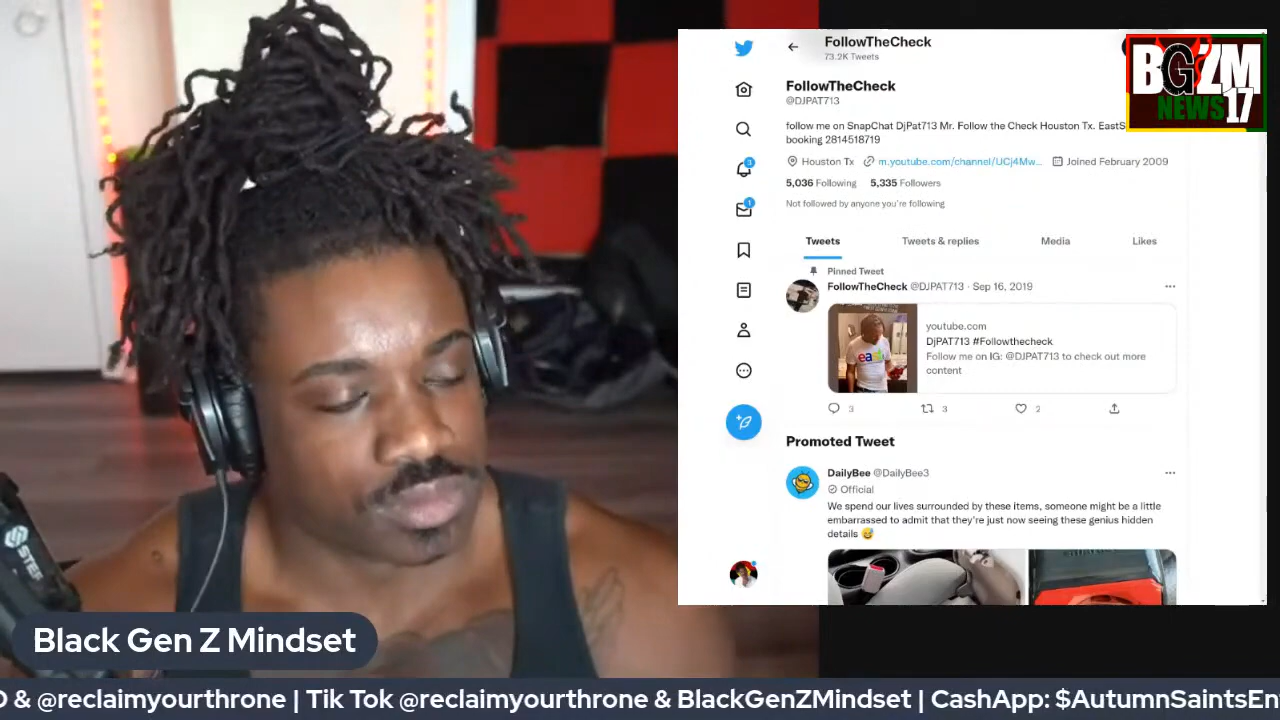 FollowTheCheck
73.2K Tweets
BGZM
NEWS 17
FollowTheCheck
@DJPAT713
follow me on SnapChat DjPat713 Mr. Follow the Check Houston Tx. EastS
booking 2814518719
Houston Tx m.youtube.com/channel/UCj4Mw... Joined February 2009
5,036 Following 5,335 Followers
Not followed by anyone you're following
Tweets Tweets & replies Media Likes
Pinned Tweet
FollowTheCheck @DJPAT713 · Sep 16, 2019
youtube.com
DjPAT713 #Followthecheck
Follow me on IG: @DJPAT713 to check out more
content
east
3 3 2
Promoted Tweet
DailyBee @DailyBee3
Official
We spend our lives surrounded by these items, someone might be a little
embarrassed to admit that they're just now seeing these genius hidden
details 😅
3
1
Black Gen Z Mindset
& @reclaimyourthrone | Tik Tok @reclaimyourthrone & BlackGenZMindset | CashApp: $AutumnSaintsEn